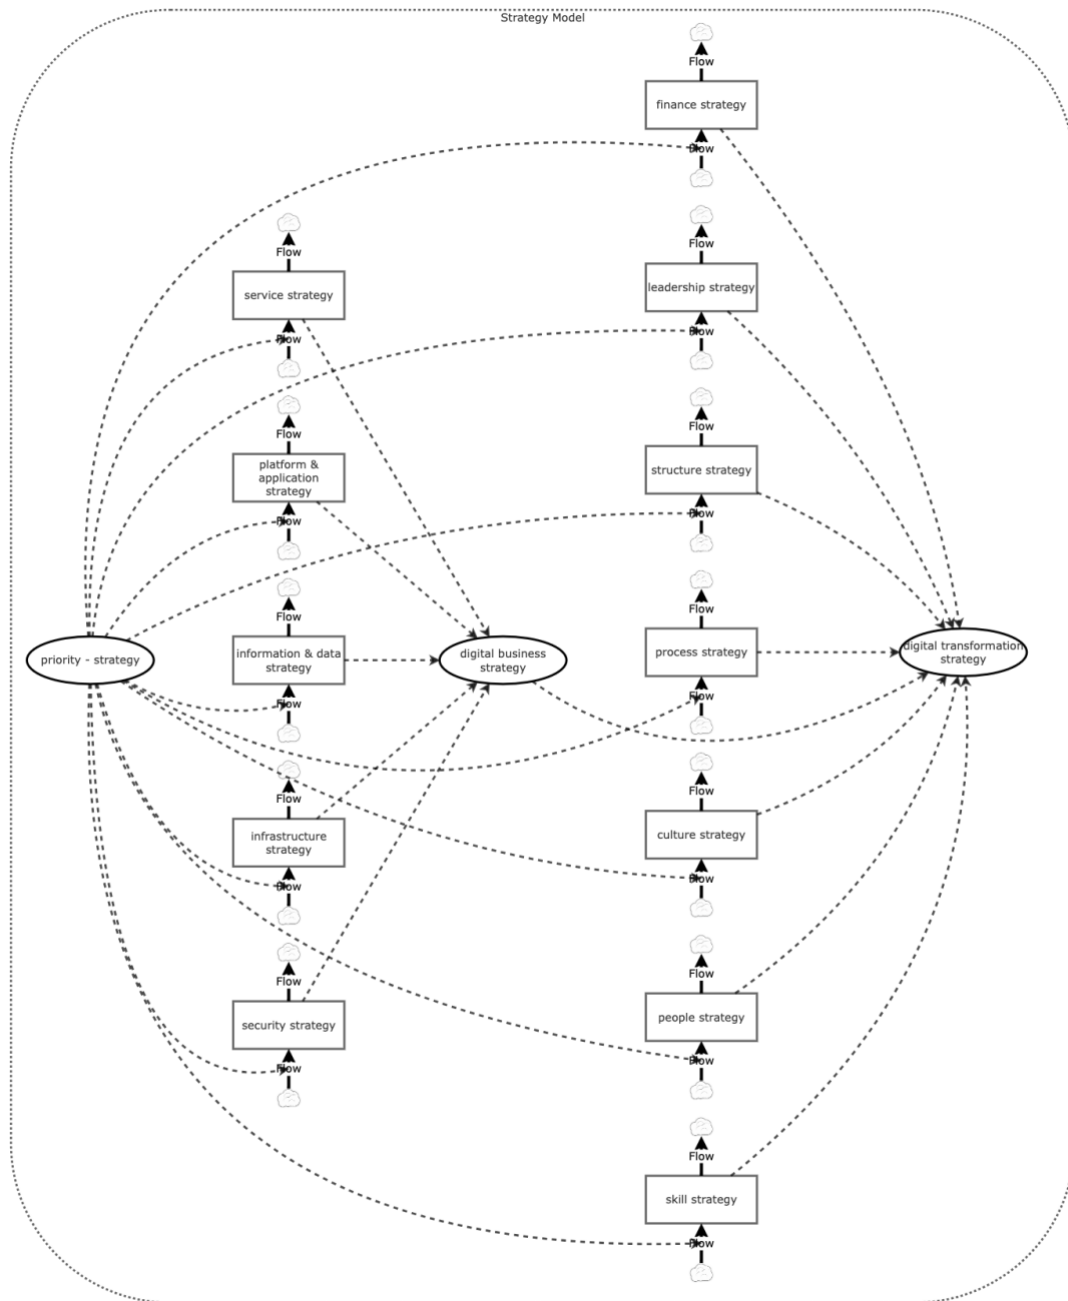 Strategy Model
Flow
finance strategy
Flow
Flow
service strategy
Flow
Flow
leadership strategy
Flow
Flow
platform &
application
strategy
Flow
Flow
structure strategy
Flow
Flow
information & data
strategy
Flow
priority - strategy
digital business
strategy
Flow
process strategy
Flow
digital transformation
strategy
Flow
infrastructure
strategy
Flow
Flow
culture strategy
Flow
Flow
security strategy
Flow
Flow
people strategy
Flow
Flow
skill strategy
Flow